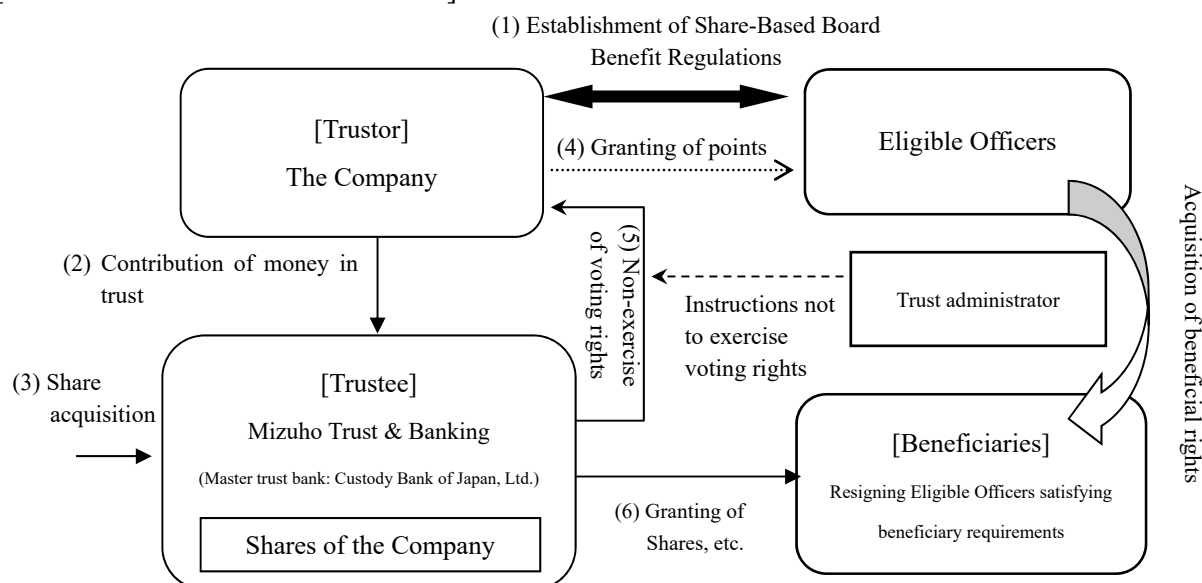 ]
(1) Establishment of Share-Based Board
Benefit Regulations
[Trustor]
The Company
Eligible Officers
(4) Granting of points
(2) Contribution of money in
trust
(5) Non-exercise
of voting rights
Instructions not
to exercise
voting rights
Trust administrator
Acquisition of beneficial rights
(3) Share
acquisition
[Trustee]
Mizuho Trust & Banking
(Master trust bank: Custody Bank of Japan, Ltd.)
Shares of the Company
(6) Granting of
Shares, etc.
[Beneficiaries]
Resigning Eligible Officers satisfying
beneficiary requirements